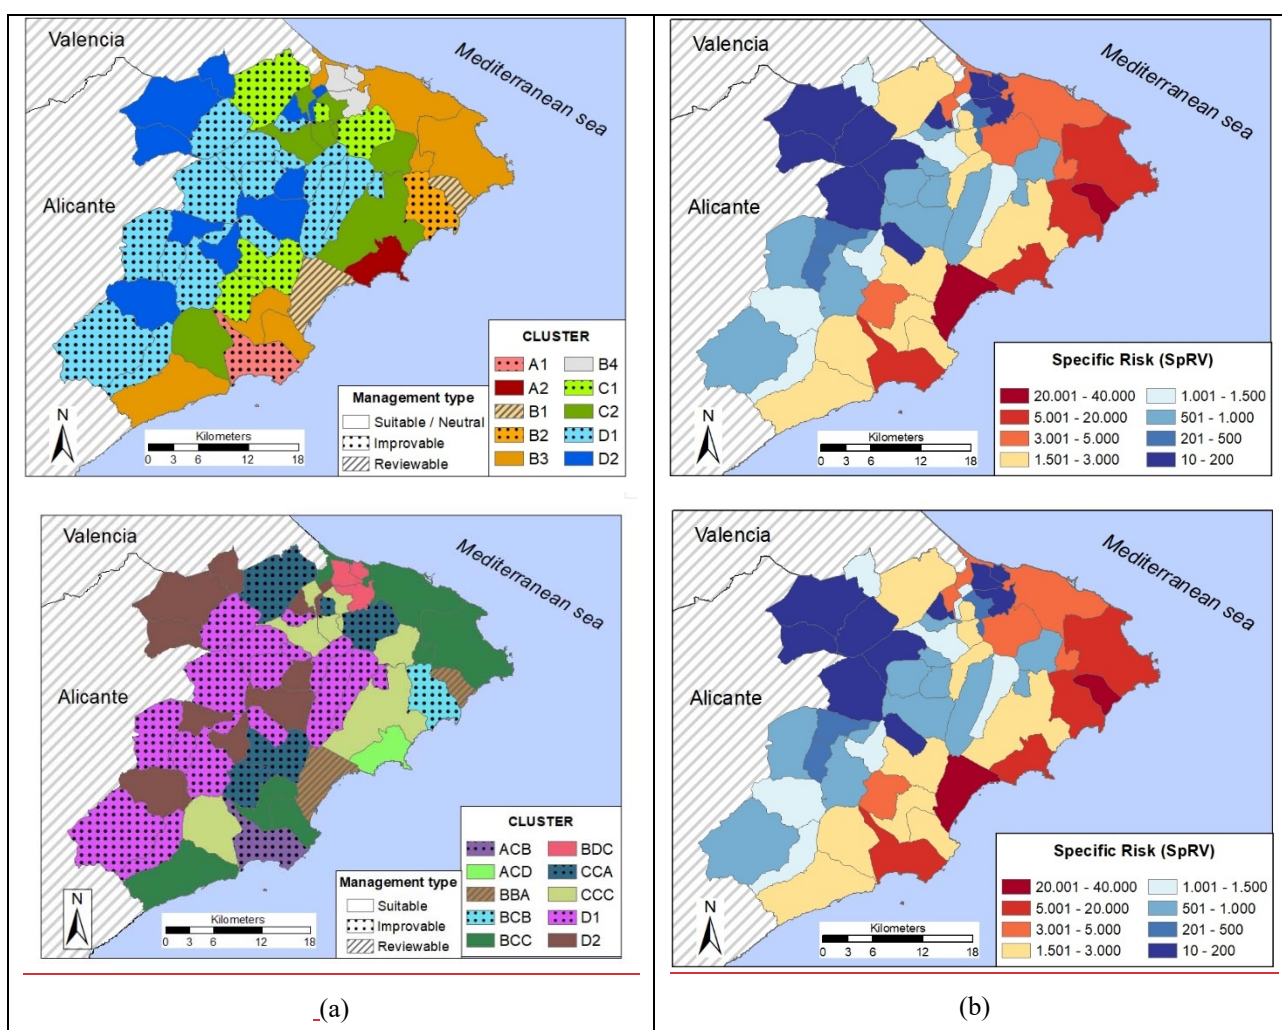 Valencia
Mediterranean sea
Alicante
CLUSTER
A1
B4
A2
C1
B1
C2
B2
D1
B3
D2
Management type
Suitable / Neutral
Improvable
Reviewable
N
Kilometers
0 3 6 12 18
Valencia
Mediterranean sea
Alicante
Specific Risk (SpRV)
20.001 - 40.000
1.001 - 1.500
5.001 - 20.000
501 - 1.000
3.001 - 5.000
201 - 500
1.501 - 3.000
10 - 200
N
Kilometers
0 3 6 12 18
Valencia
Mediterranean sea
Alicante
CLUSTER
ACB
BDC
ACD
CCA
BBA
CCC
BCB
D1
BCC
D2
Management type
Suitable
Improvable
Reviewable
N
Kilometers
0 3 6 12 18
Valencia
Mediterranean sea
Alicante
Specific Risk (SpRV)
20.001 - 40.000
1.001 - 1.500
5.001 - 20.000
501 - 1.000
3.001 - 5.000
201 - 500
1.501 - 3.000
10 - 200
N
Kilometers
0 3 6 12 18
(a)
(b)